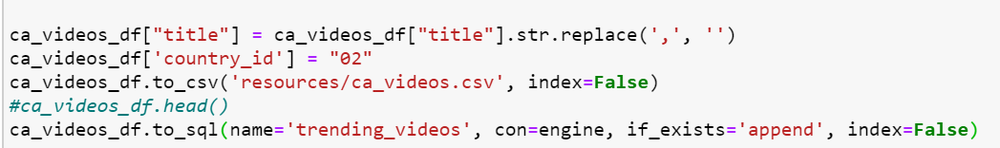 ca_videos_df["title"] = ca_videos_df["title"].str.replace(',', '')
ca_videos_df['country_id'] = "02"
ca_videos_df.to_csv('resources/ca_videos.csv', index=False)
#ca_videos_df.head()
ca_videos_df.to_sql(name='trending_videos', con=engine, if_exists='append', index=False)